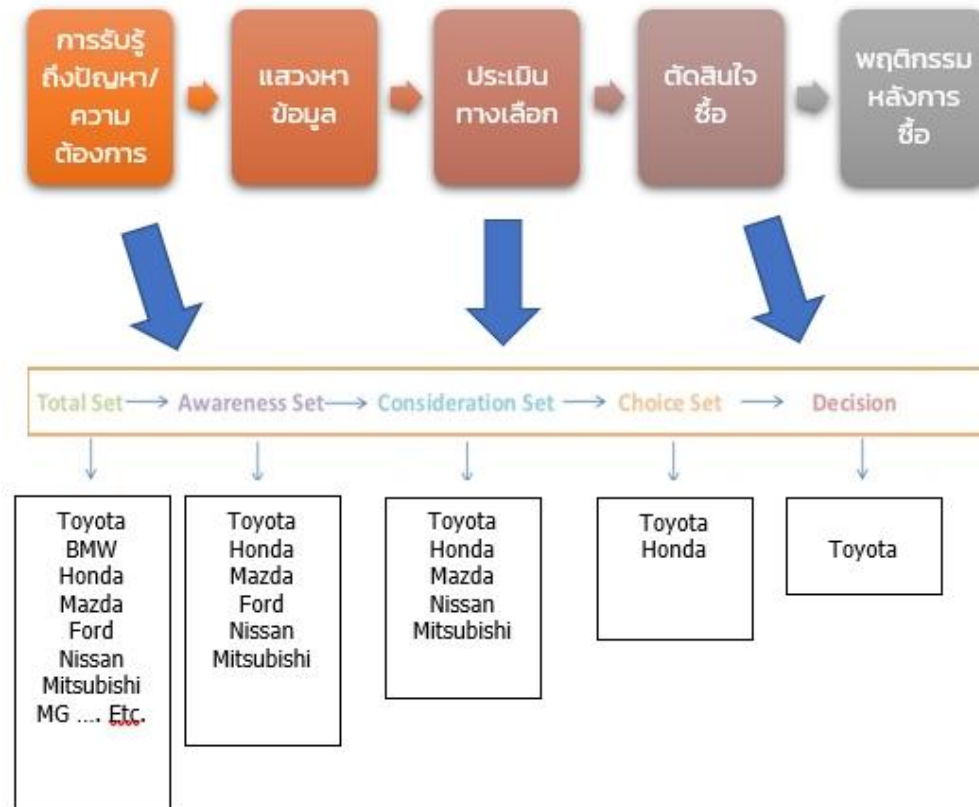 การรับรู้
ถึงปัญหา/
ความ
ต้องการ
แสวงหา
ข้อมูล
ประเมิน
ทางเลือก
ตัดสินใจ
ซื้อ
พฤติกรรม
หลังการ
ซื้อ
Total Set
Awareness Set
Consideration Set
Choice Set
Decision
Toyota
BMW
Honda
Mazda
Ford
Nissan
Mitsubishi
MG .... Etc.
Toyota
Honda
Mazda
Ford
Nissan
Mitsubishi
Toyota
Honda
Mazda
Nissan
Mitsubishi
Toyota
Honda
Toyota